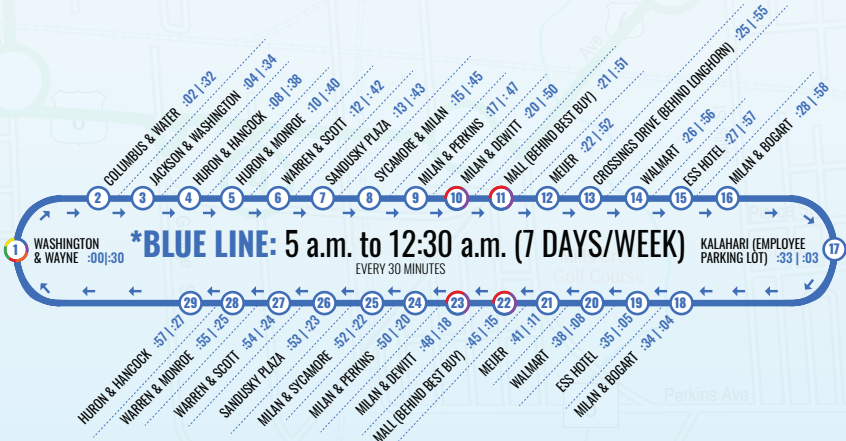 COLUMBUS & WATER :02 | :32
JACKSON & WASHINGTON :04 | :34
HURON & HANCOCK :08 | :38
HURON & MONROE :10 | :40
WARREN & SCOTT :12 | :42
SANDUSKY PLAZA :13 | :43
SYCAMORE & MILAN :15 | :45
MILAN & PERKINS :17 | :47
MILAN & DEWITT :20 | :50
MALL (BEHIND BEST BUY) :21 | :51
MEIJER :22 | :52
CROSSINGS DRIVE (BEHIND LONGHORN) :25 | :55
WALMART :26 | :56
ESS HOTEL :27 | :57
MILAN & BOGART :28 | :58
2 3 4 5 6 7 8 9 10 11 12 13 14 15 16
1
WASHINGTON
& WAYNE :00|:30
*BLUE LINE: 5 a.m. to 12:30 a.m. (7 DAYS/WEEK)
EVERY 30 MINUTES
KALAHARI (EMPLOYEE
PARKING LOT) :33 | :03
17
Golf Course
29 28 27 26 25 24 23 22 21 20 19 18
HURON & HANCOCK :57 | :27
WARREN & MONROE :55 | :25
WARREN & SCOTT :54 | :24
SANDUSKY PLAZA :53 | :23
MILAN & SYCAMORE :52 | :22
MILAN & PERKINS :50 | :20
MILAN & DEWITT :48 | :18
MALL (BEHIND BEST BUY) :45 | :15
MEIJER :41 | :11
WALMART :38 | :08
ESS HOTEL :35 | :05
MILAN & BOGART :34 | :04
Perkins Ave
6
Ave